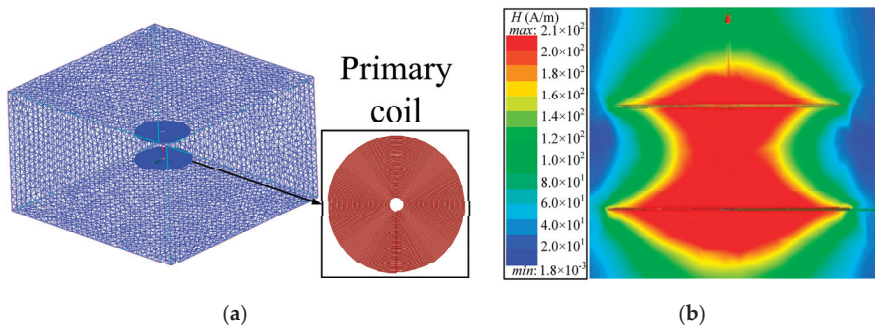 Primary
coil
H (A/m)
max: 2.1×10²
2.0×10²
1.8×10²
1.6×10²
1.4×10²
1.2×10²
1.0×10²
8.0×10¹
6.0×10¹
4.0×10¹
2.0×10¹
min: 1.8×10⁻³
(a)
(b)